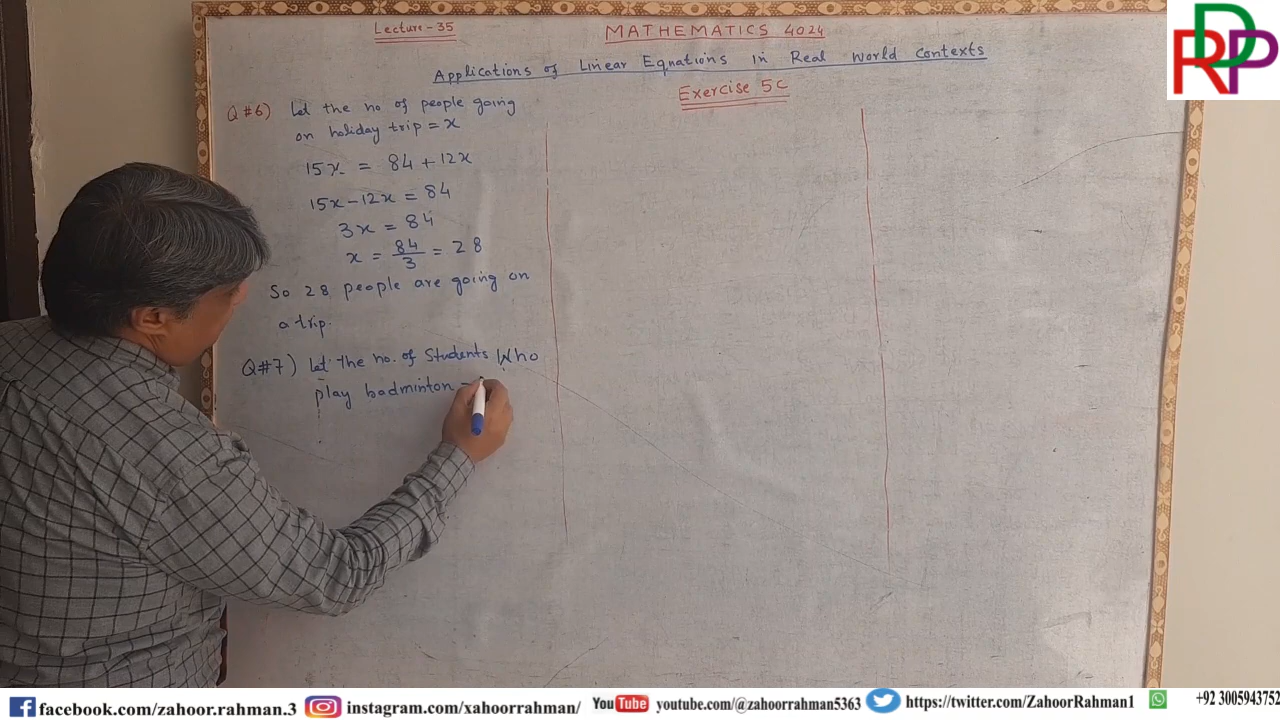 Lecture-35
MATHEMATICS 4024
Applications of Linear Equations in Real World Contexts
Exercise 5C
Q#6) Let the no of people going
on holiday trip = x
15x = 84 + 12x
15x - 12x = 84
3x = 84
x = 84/3 = 28
So 28 people are going on
a trip.
Q#7) Let the no. of Students Who
play badminton =
RDP
facebook.com/zahoor.rahman.3
instagram.com/xahoorrahman/
YouTube youtube.com/@zahoorrahman5363
https://twitter.com/ZahoorRahman1
+92 3005943752